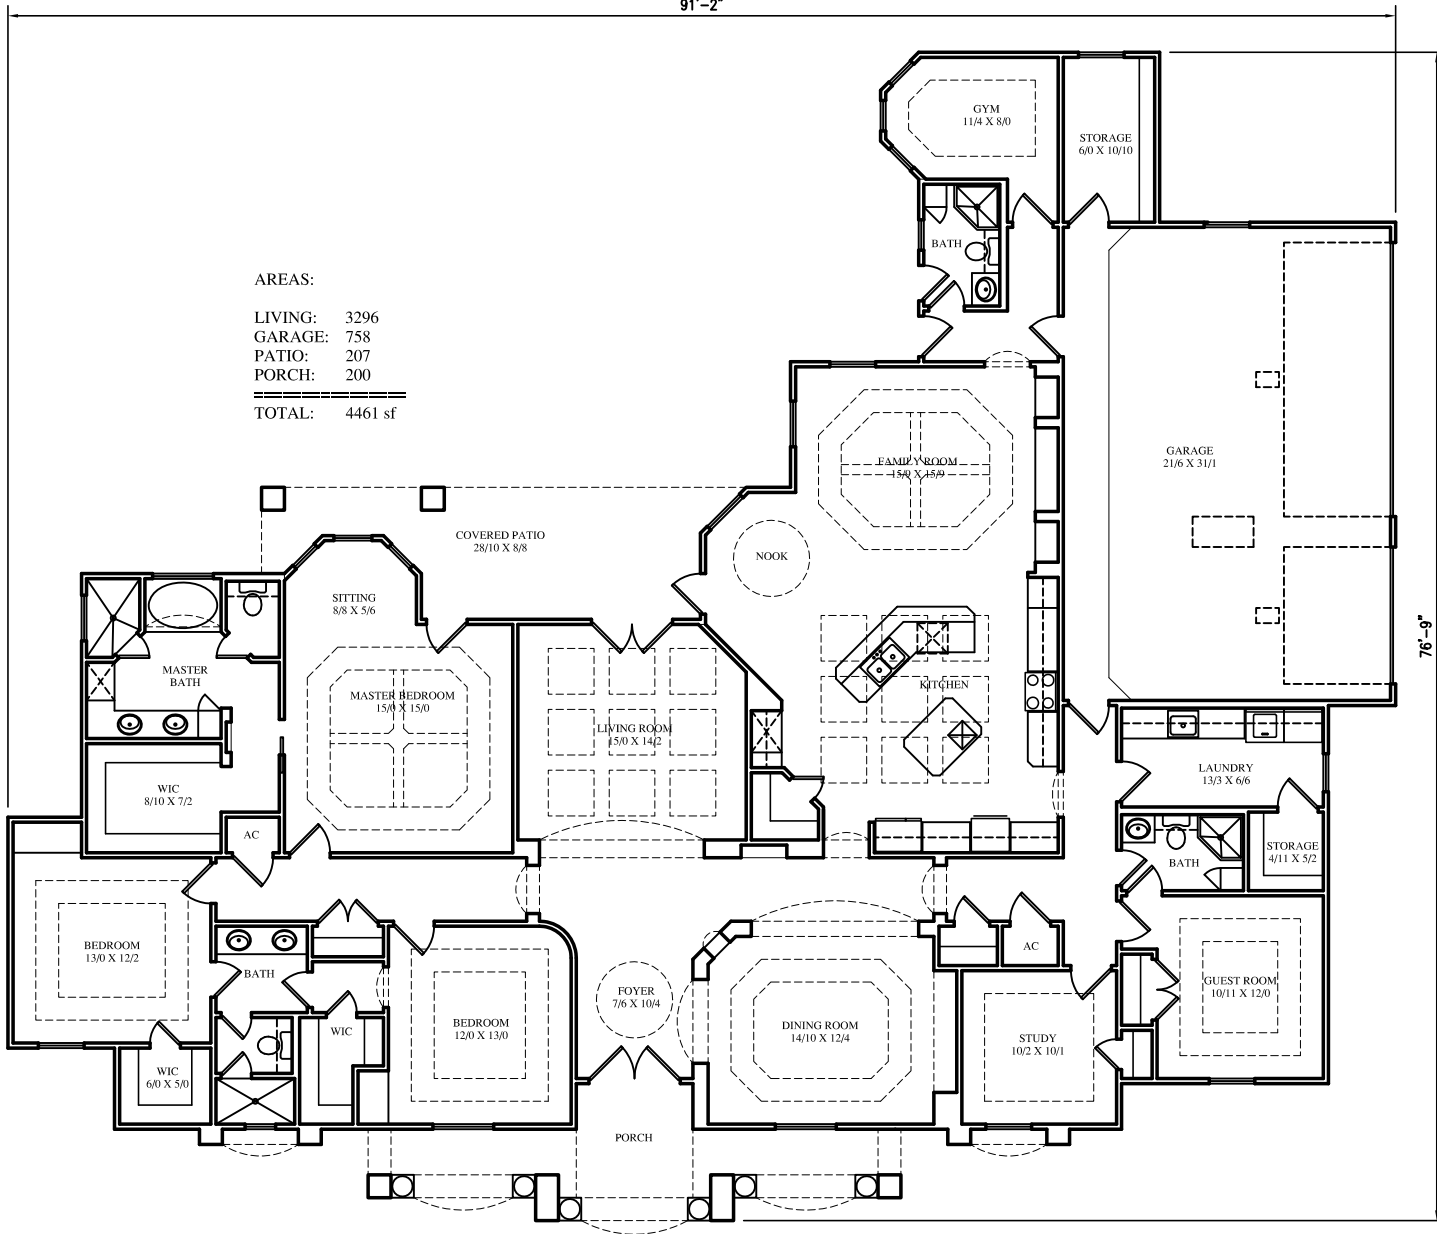 91'-2"
GYM
11/4 X 8/0
STORAGE
6/0 X 10/10
BATH
AREAS:
LIVING: 3296
GARAGE: 758
PATIO: 207
PORCH: 200
==================
TOTAL: 4461 sf
GARAGE
21/6 X 31/1
FAMILY ROOM
15/9 X 15/9
COVERED PATIO
28/10 X 8/8
NOOK
SITTING
8/8 X 5/6
76'-9"
MASTER
BATH
MASTER BEDROOM
15/0 X 15/0
KITCHEN
LIVING ROOM
15/0 X 14/2
LAUNDRY
13/3 X 6/6
WIC
8/10 X 7/2
AC
STORAGE
4/11 X 5/2
BATH
BEDROOM
13/0 X 12/2
BATH
AC
GUEST ROOM
10/11 X 12/0
FOYER
7/6 X 10/4
WIC
BEDROOM
12/0 X 13/0
DINING ROOM
14/10 X 12/4
STUDY
10/2 X 10/1
WIC
6/0 X 5/0
PORCH